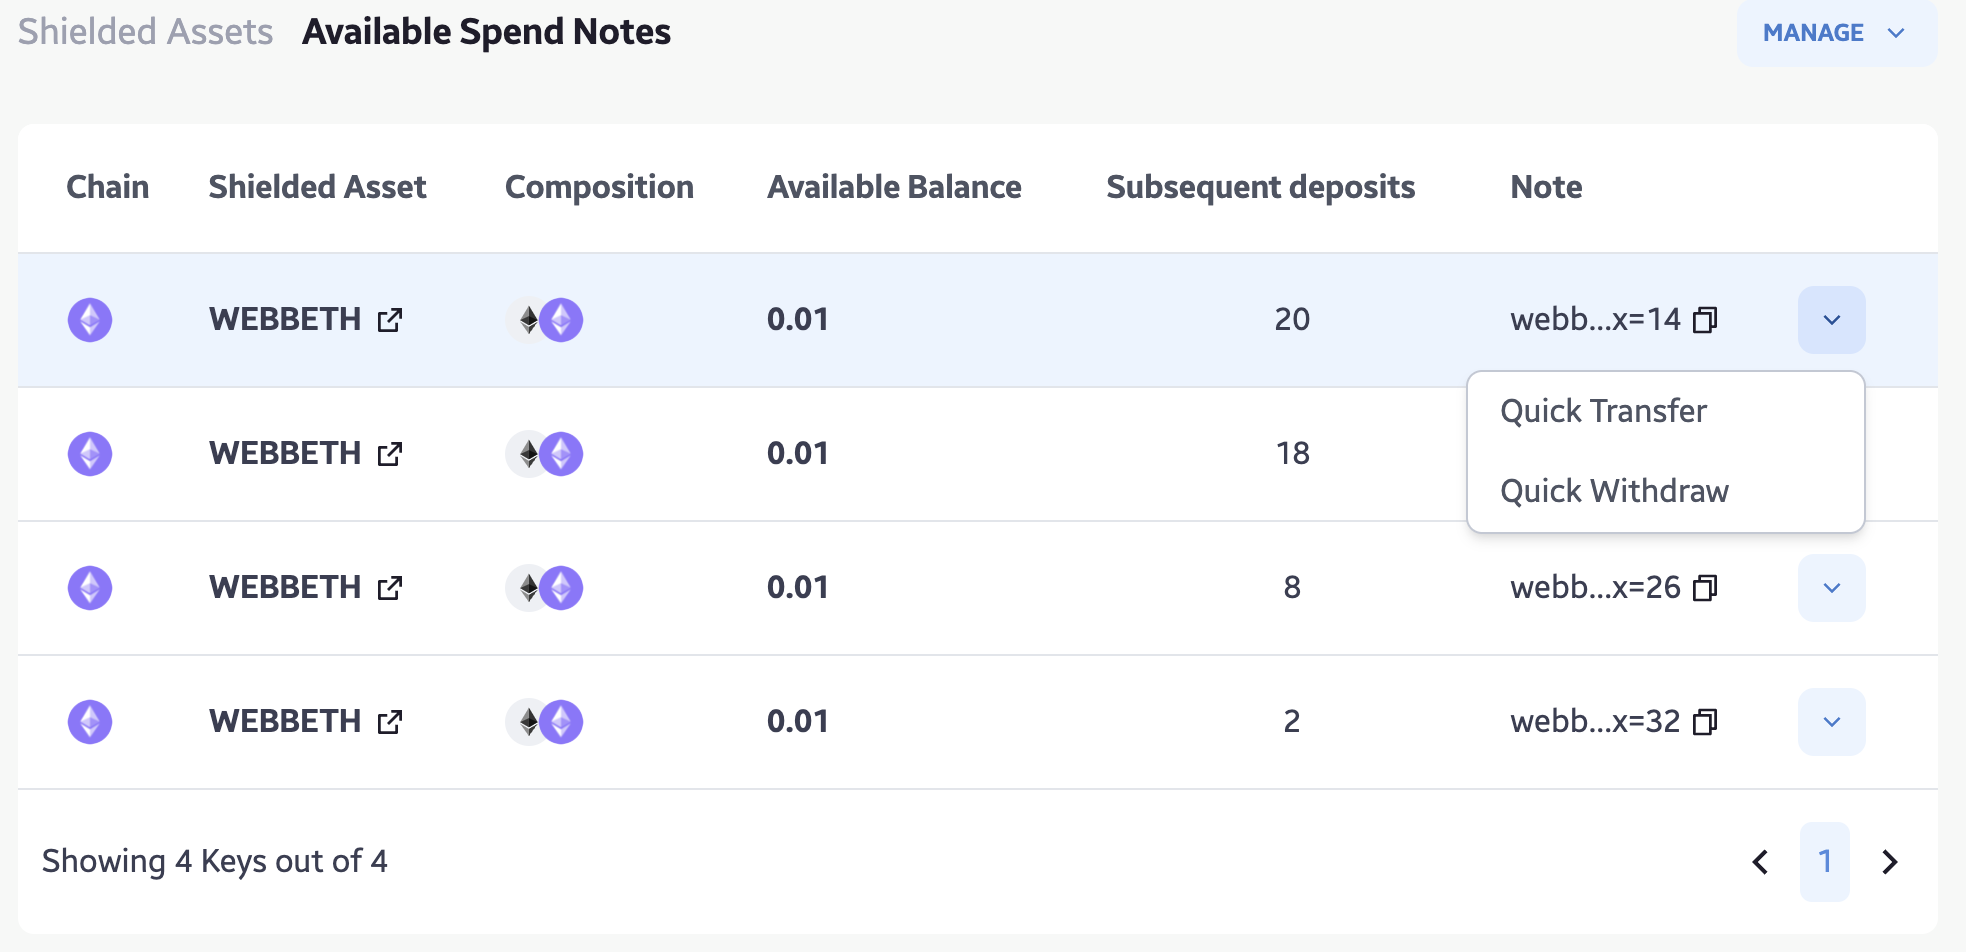 Shielded Assets Available Spend Notes MANAGE
Chain Shielded Asset Composition Available Balance Subsequent deposits Note
WEBBETH 0.01 20 webb...x=14
Quick Transfer
WEBBETH 0.01 18
Quick Withdraw
WEBBETH 0.01 8 webb...x=26
WEBBETH 0.01 2 webb...x=32
Showing 4 Keys out of 4 1